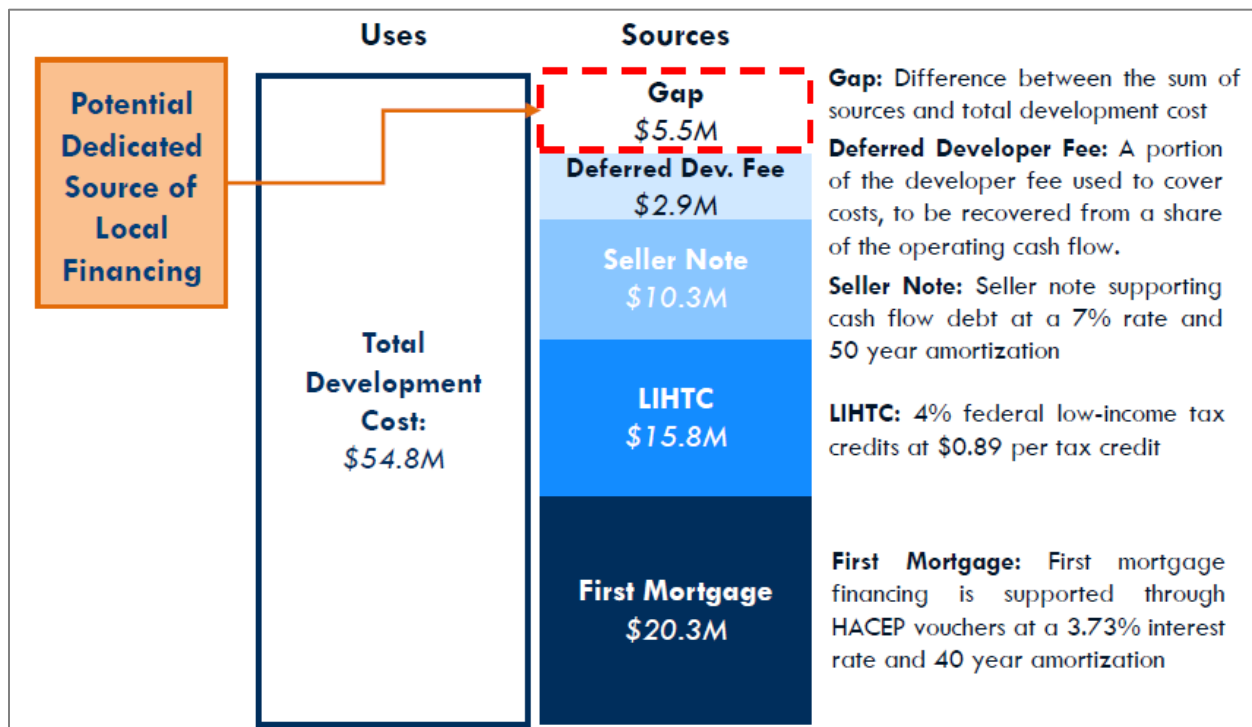 Uses
Sources
Potential
Dedicated
Source of
Local
Financing
Total
Development
Cost:
$54.8M
Gap
$5.5M
Deferred Dev. Fee
$2.9M
Seller Note
$10.3M
LIHTC
$15.8M
First Mortgage
$20.3M
Gap: Difference between the sum of
sources and total development cost
Deferred Developer Fee: A portion
of the developer fee used to cover
costs, to be recovered from a share
of the operating cash flow.
Seller Note: Seller note supporting
cash flow debt at a 7% rate and
50 year amortization
LIHTC: 4% federal low-income tax
credits at $0.89 per tax credit
First Mortgage: First mortgage
financing is supported through
HACEP vouchers at a 3.73% interest
rate and 40 year amortization